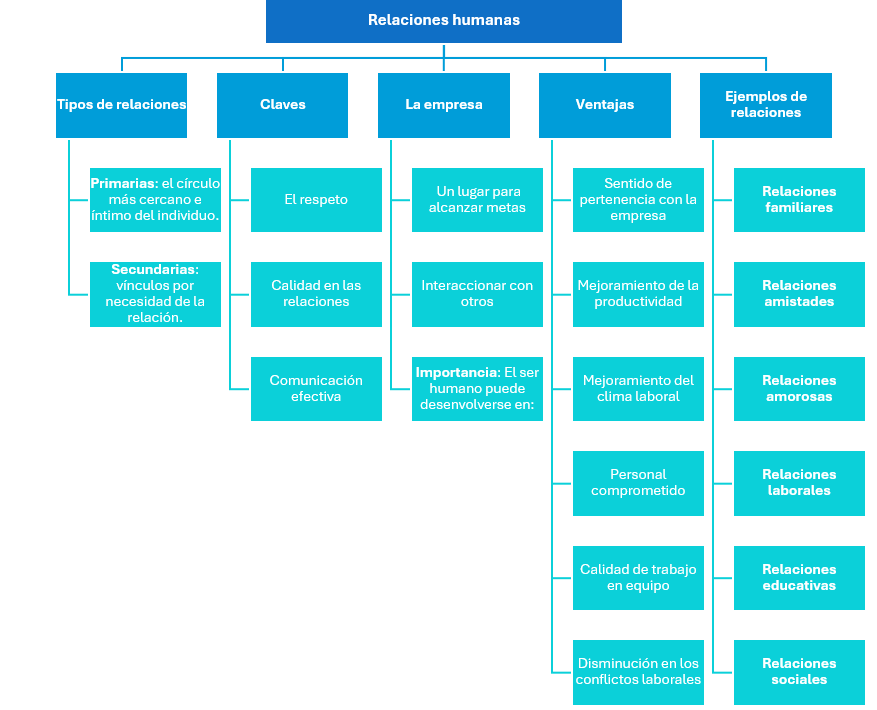 Relaciones humanas
Tipos de relaciones
Primarias: el círculo
más cercano e
íntimo del individuo.
Secundarias:
vínculos por
necesidad de la
relación.
Claves
El respeto
Calidad en las
relaciones
Comunicación
efectiva
La empresa
Un lugar para
alcanzar metas
Interaccionar con
otros
Importancia: El ser
humano puede
desenvolverse en:
Ventajas
Sentido de
pertenencia con la
empresa
Mejoramiento de la
productividad
Mejoramiento del
clima laboral
Personal
comprometido
Calidad de trabajo
en equipo
Disminución en los
conflictos laborales
Ejemplos de
relaciones
Relaciones
familiares
Relaciones
amistades
Relaciones
amorosas
Relaciones
laborales
Relaciones
educativas
Relaciones
sociales